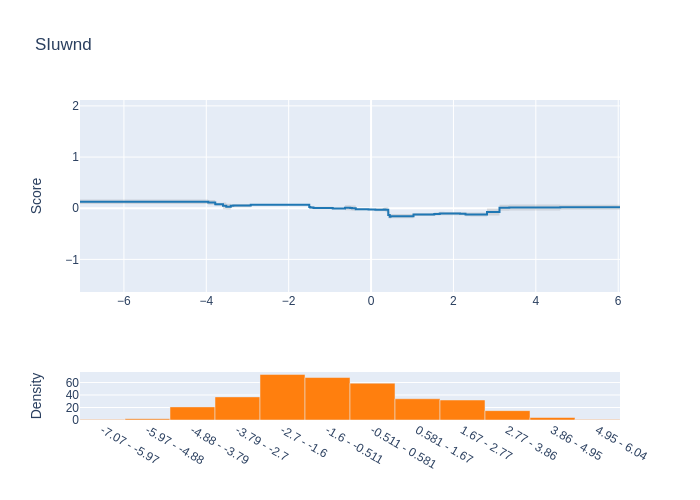 SIuwnd
2
1
0
−1
Score
−6
−4
−2
0
2
4
6
60
40
20
0
Density
-7.07 - -5.97
-5.97 - -4.88
-4.88 - -3.79
-3.79 - -2.7
-2.7 - -1.6
-1.6 - -0.511
-0.511 - 0.581
0.581 - 1.67
1.67 - 2.77
2.77 - 3.86
3.86 - 4.95
4.95 - 6.04